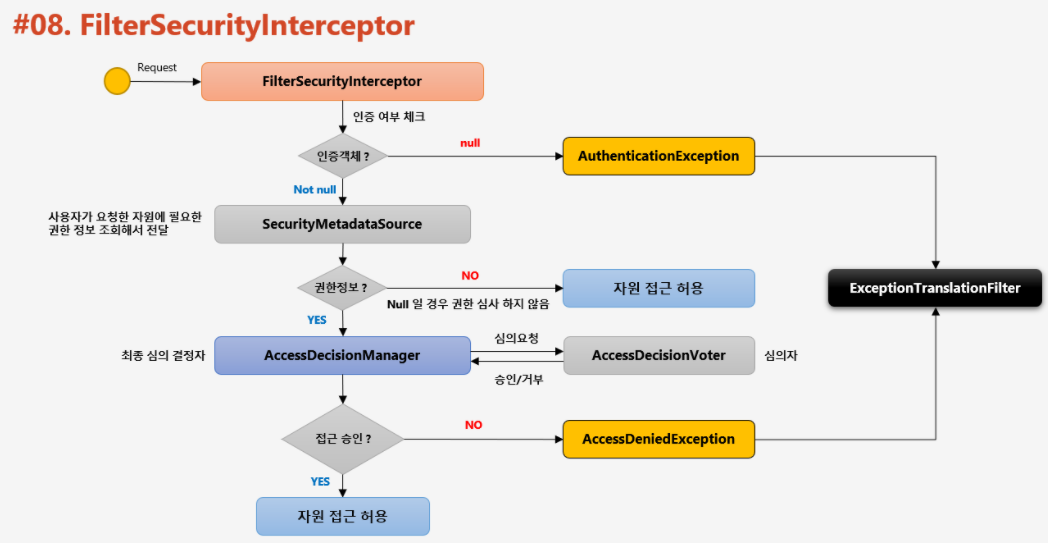 #08. FilterSecurityInterceptor
Request
FilterSecurityInterceptor
인증 여부 체크
인증객체 ?
null
AuthenticationException
Not null
사용자가 요청한 자원에 필요한
권한 정보 조회해서 전달
SecurityMetadataSource
권한정보 ?
NO
Null 일 경우 권한 심사 하지 않음
자원 접근 허용
ExceptionTranslationFilter
YES
최종 심의 결정자
AccessDecisionManager
심의요청
승인/거부
AccessDecisionVoter
심의자
접근 승인 ?
NO
AccessDeniedException
YES
자원 접근 허용